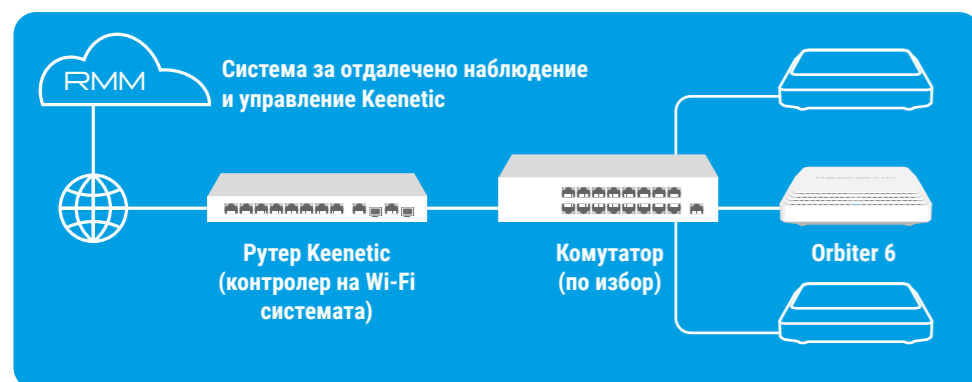 RMM
Система за отдалечено наблюдение
и управление Keenetic
KEENETIC
Рутер Keenetic
(контролер на Wi-Fi
системата)
Комутатор
(по избор)
Orbiter 6